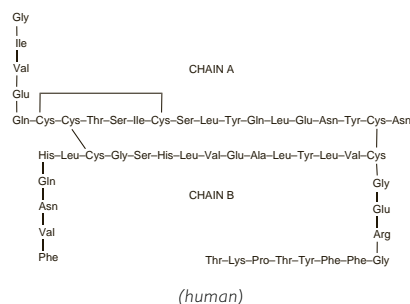 Gly
Ile
Val
CHAIN A
Glu
Gln–Cys–Cys–Thr–Ser–Ile–Cys–Ser–Leu–Tyr–Gln–Leu–Glu–Asn–Tyr–Cys–Asn
His–Leu–Cys–Gly–Ser–His–Leu–Val–Glu–Ala–Leu–Tyr–Leu–Val–Cys
Gln Gly
CHAIN B
Asn Glu
Val Arg
Phe Thr–Lys–Pro–Thr–Tyr–Phe–Phe–Gly
(human)